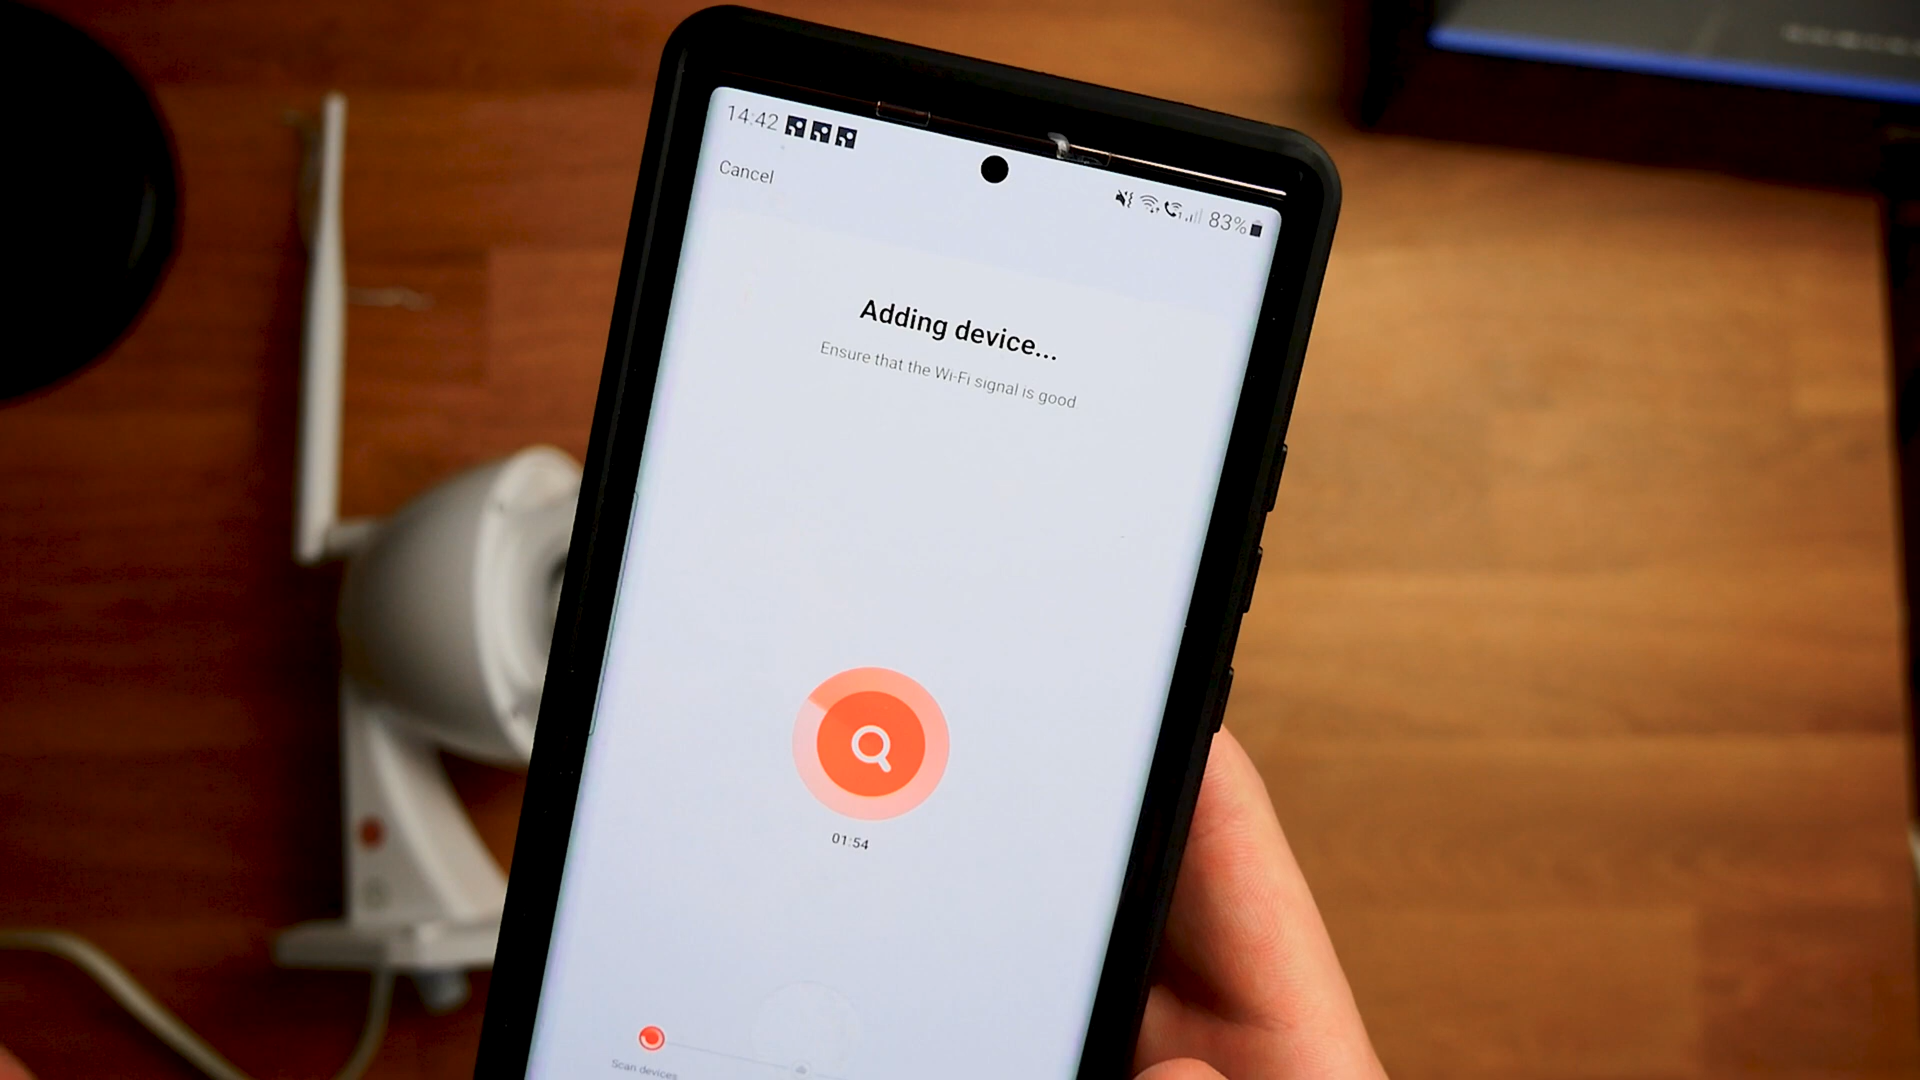 14:42
83%
Cancel
Adding device...
Ensure that the Wi-Fi signal is good
01:54
Scan devices